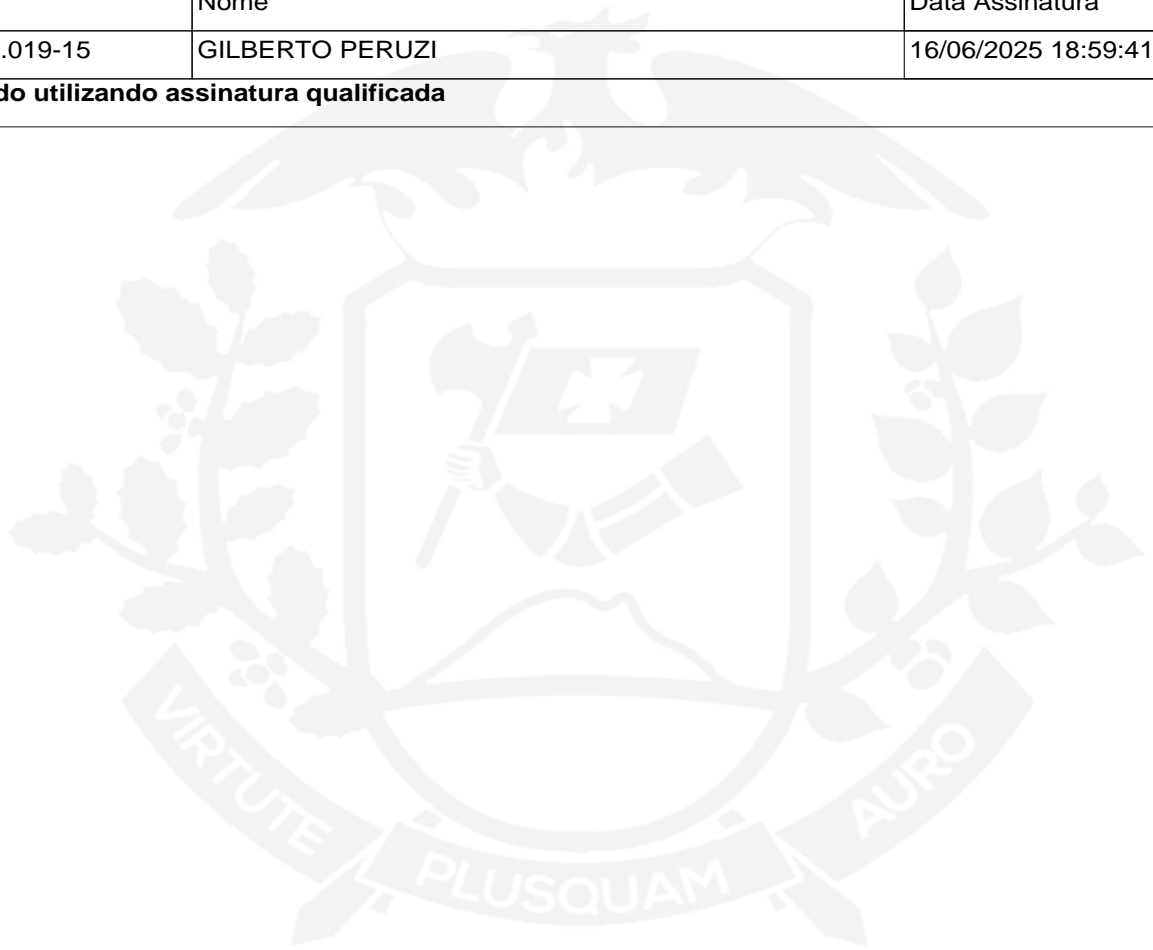 Nome Data Assinatura
.019-15 GILBERTO PERUZI 16/06/2025 18:59:41
do utilizando assinatura qualificada
VIRTUTE PLUSQUAM AURO